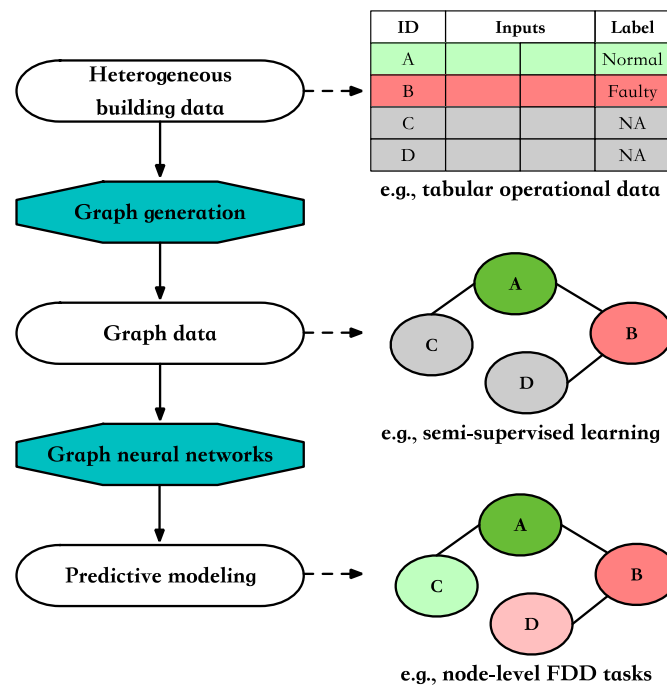 Heterogeneous
building data
Graph generation
Graph data
Graph neural networks
Predictive modeling
ID Inputs Label
A Normal
B Faulty
C NA
D NA
e.g., tabular operational data
A
B
C
D
e.g., semi-supervised learning
A
B
C
D
e.g., node-level FDD tasks